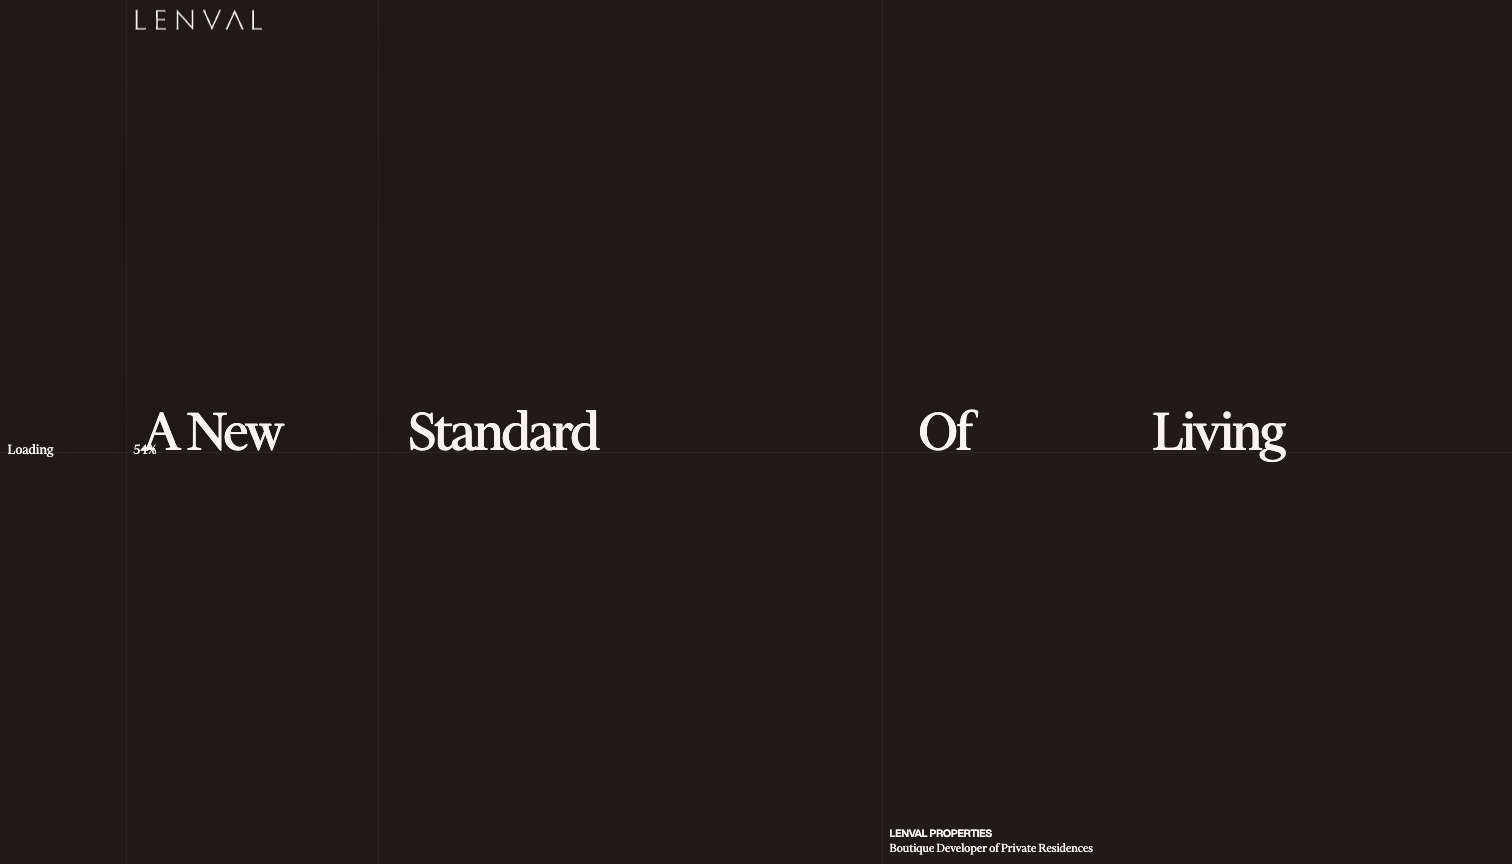 LENVAL
A New Standard Of Living
Loading 54%
LENVAL PROPERTIES
Boutique Developer of Private Residences